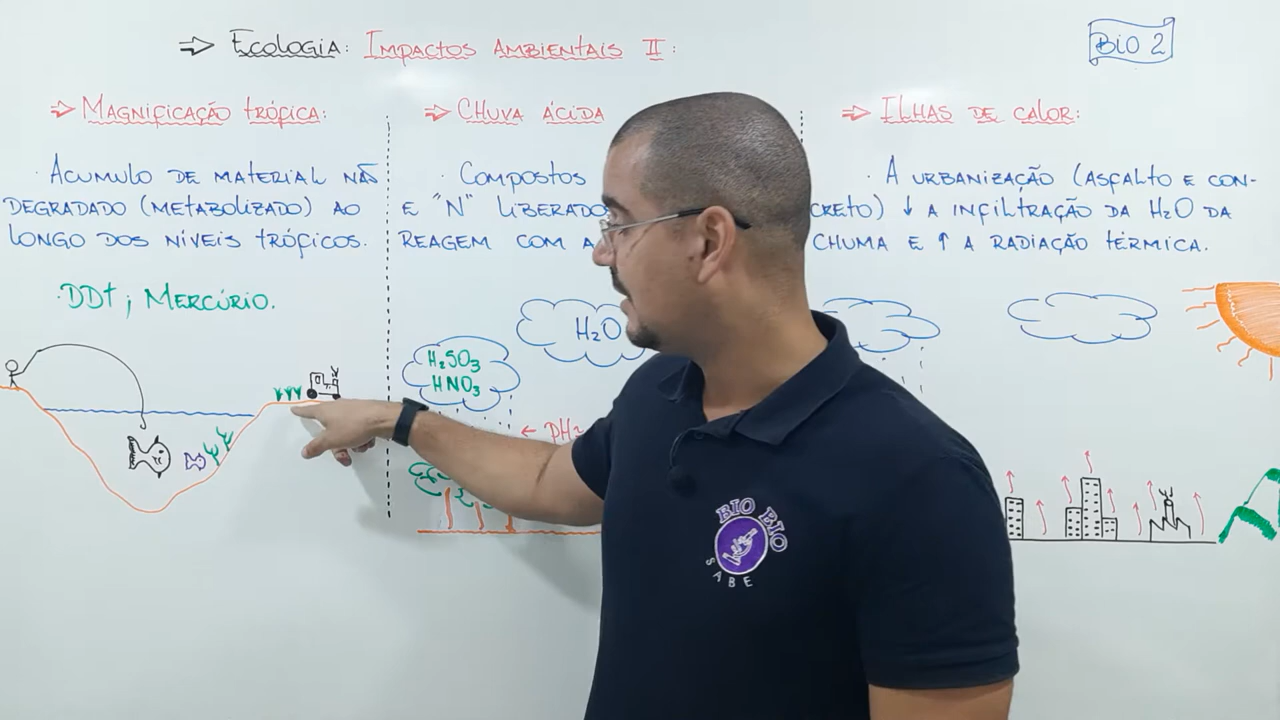 ⇒ Ecologia: Impactos Ambientais II:
BIO 2
⇒ Magnificação trófica:
Acumulo de material não
degradado (metabolizado) ao
longo dos níveis tróficos.
DDT ; Mercúrio.
⇒ Chuva ácida
Compostos
e "N" liberado
reagem com a
H₂O
H₂SO₃
HNO₃
← pH
⇒ Ilhas de calor:
A urbanização (asfalto e con-
creto) ↓ a infiltração da H₂O da
chuma e ↑ a radiação térmica.
BIO BIO
SABE